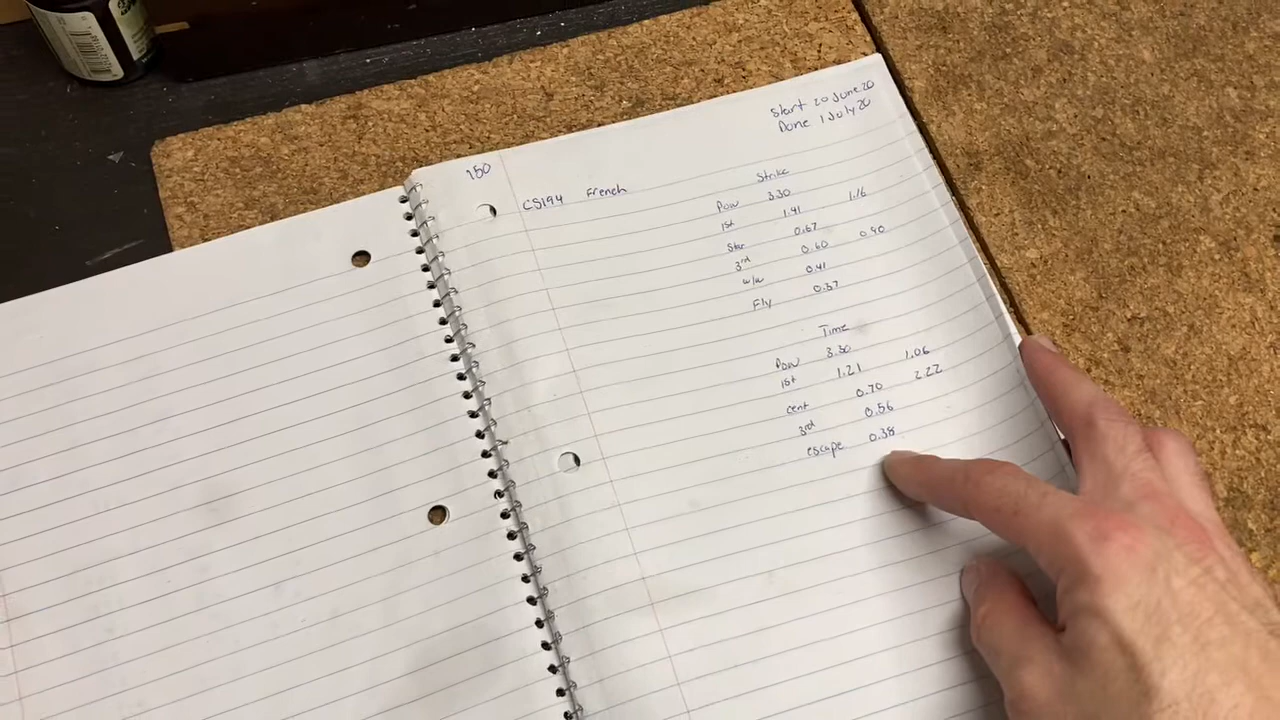 Start 20 June 20
Done 1 July 20
150
CS194 French
Strike
Pow 3.30
1st 1.41 1.16
Star 0.67
3rd 0.60 0.40
w/w 0.41
Fly 0.37
Time
Pow 3.30
1st 1.21 1.06
cent 0.70 2.22
3rd 0.56
escape 0.38